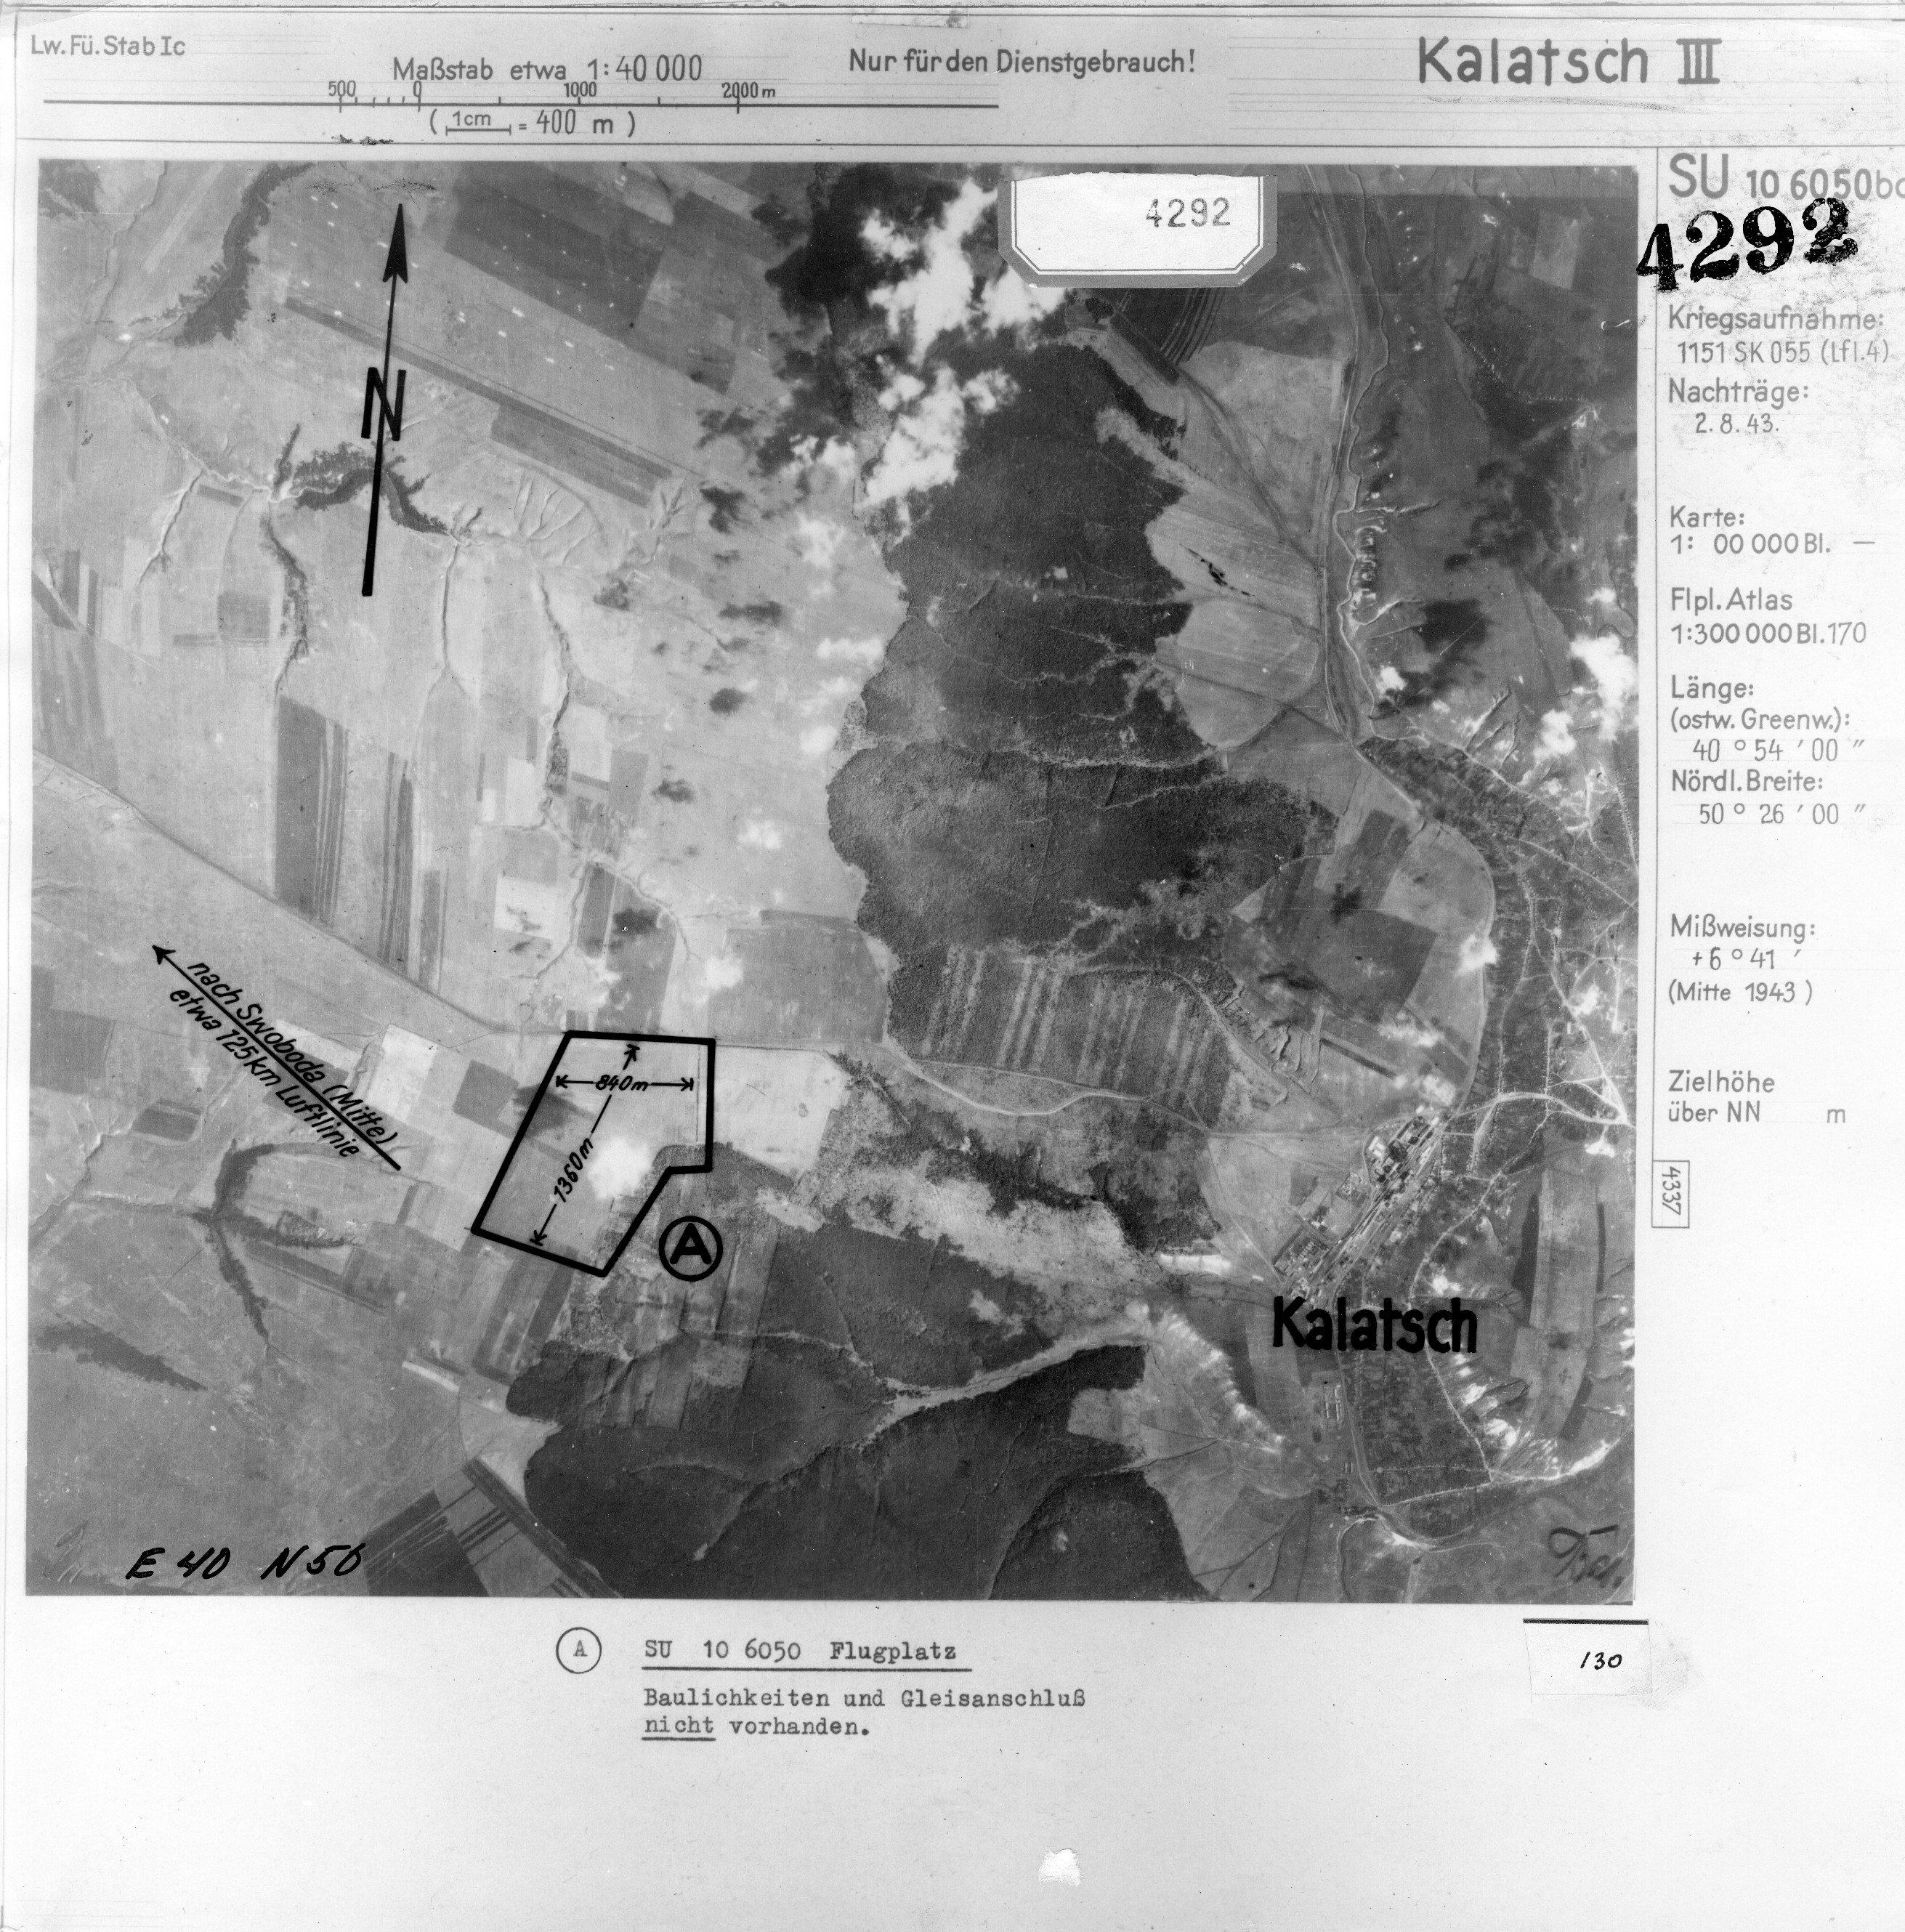 Lw. Fü. Stab Ic
Maßstab etwa 1:40 000
500 0 1000 2000 m
( 1cm = 400 m )
Nur für den Dienstgebrauch!
Kalatsch III
4292
SU 10 6050bc
4292
Kriegsaufnahme:
1151 SK 055 (Lfl.4)
Nachträge:
2. 8. 43.
Karte:
1: 00 000 Bl. —
Flpl. Atlas
1:300 000 Bl. 170
Länge:
(ostw. Greenw.):
40 ° 54 ′ 00 ″
Nördl. Breite:
50 ° 26 ′ 00 ″
Mißweisung:
+ 6 ° 41 ′
(Mitte 1943)
Zielhöhe
über NN m
4337
N
nach Swoboda (Mitte)
etwa 125 km Luftlinie
840m
1360m
A
Kalatsch
E 40 N 50
A SU 10 6050 Flugplatz
Baulichkeiten und Gleisanschluß
nicht vorhanden.
130